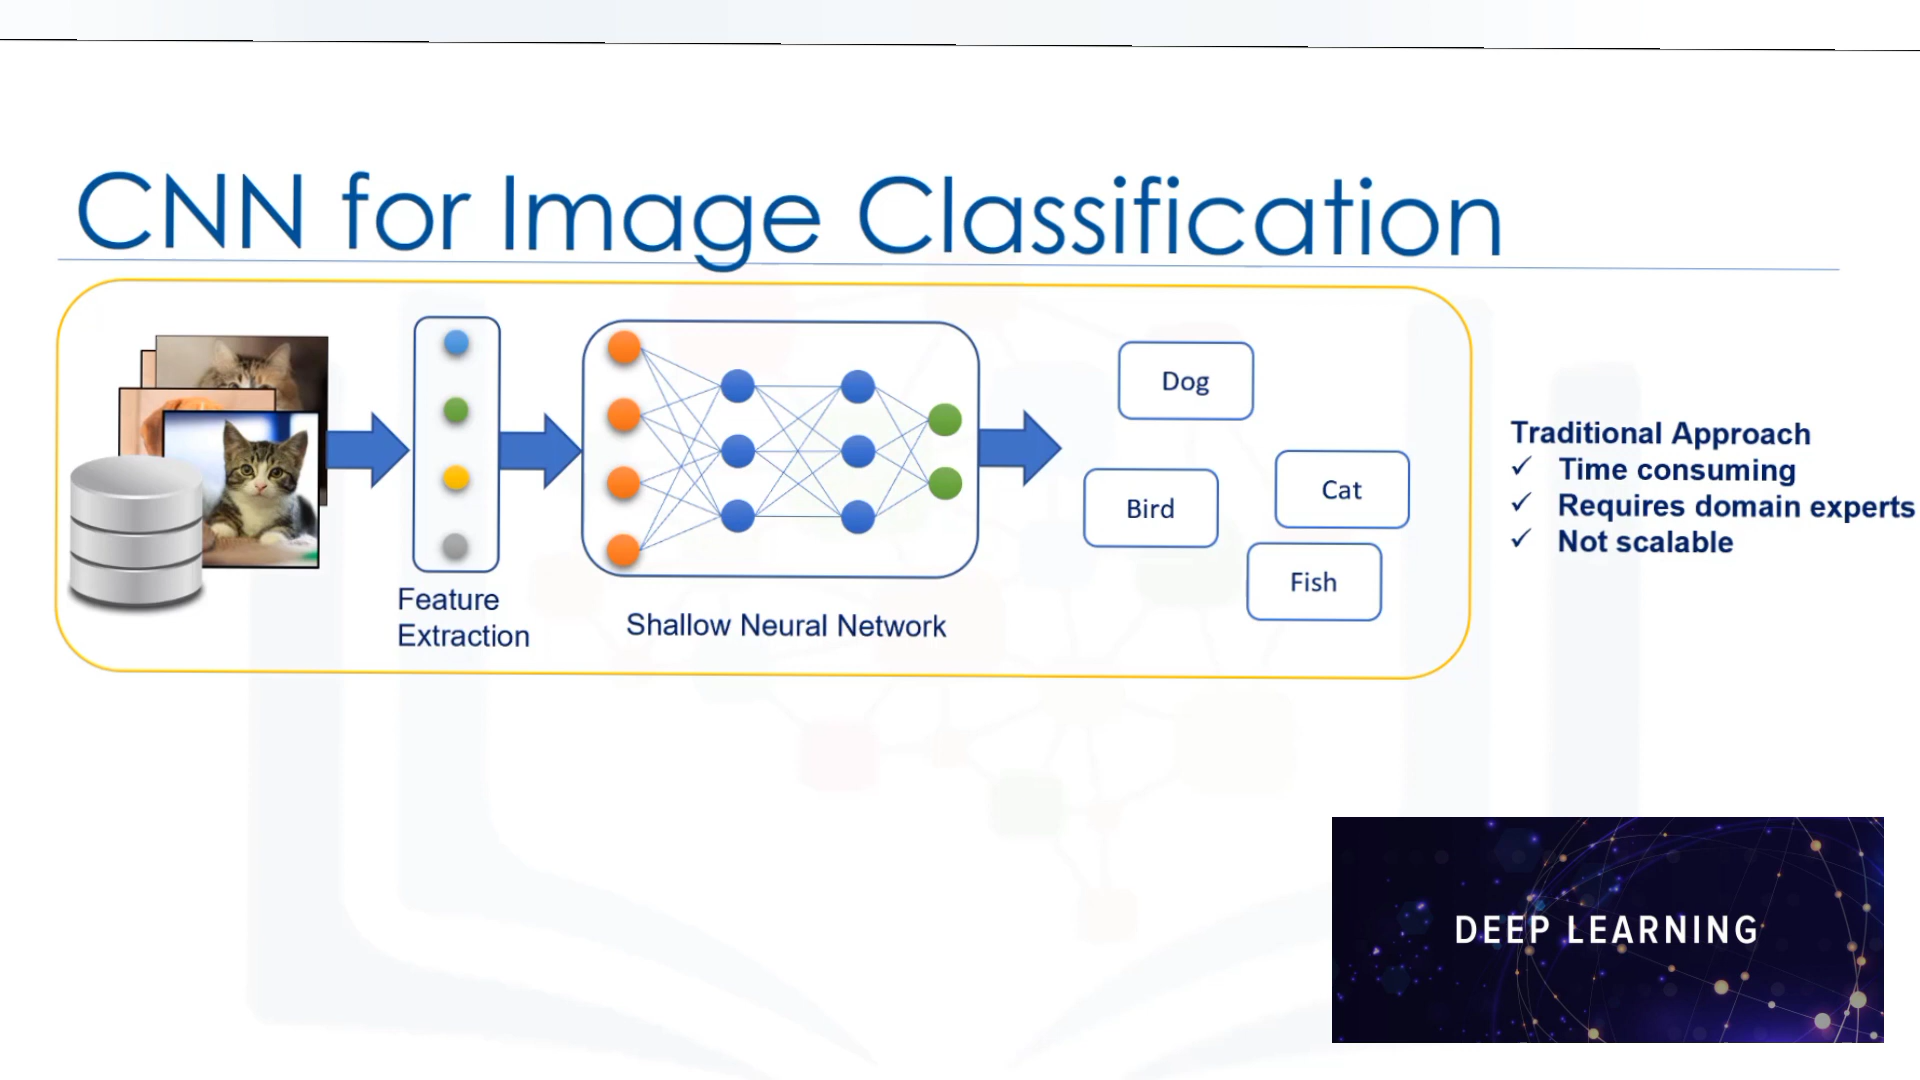 CNN for Image Classification
Feature
Extraction
Shallow Neural Network
Dog
Bird
Cat
Fish
Traditional Approach
✓ Time consuming
✓ Requires domain experts
✓ Not scalable
DEEP LEARNING